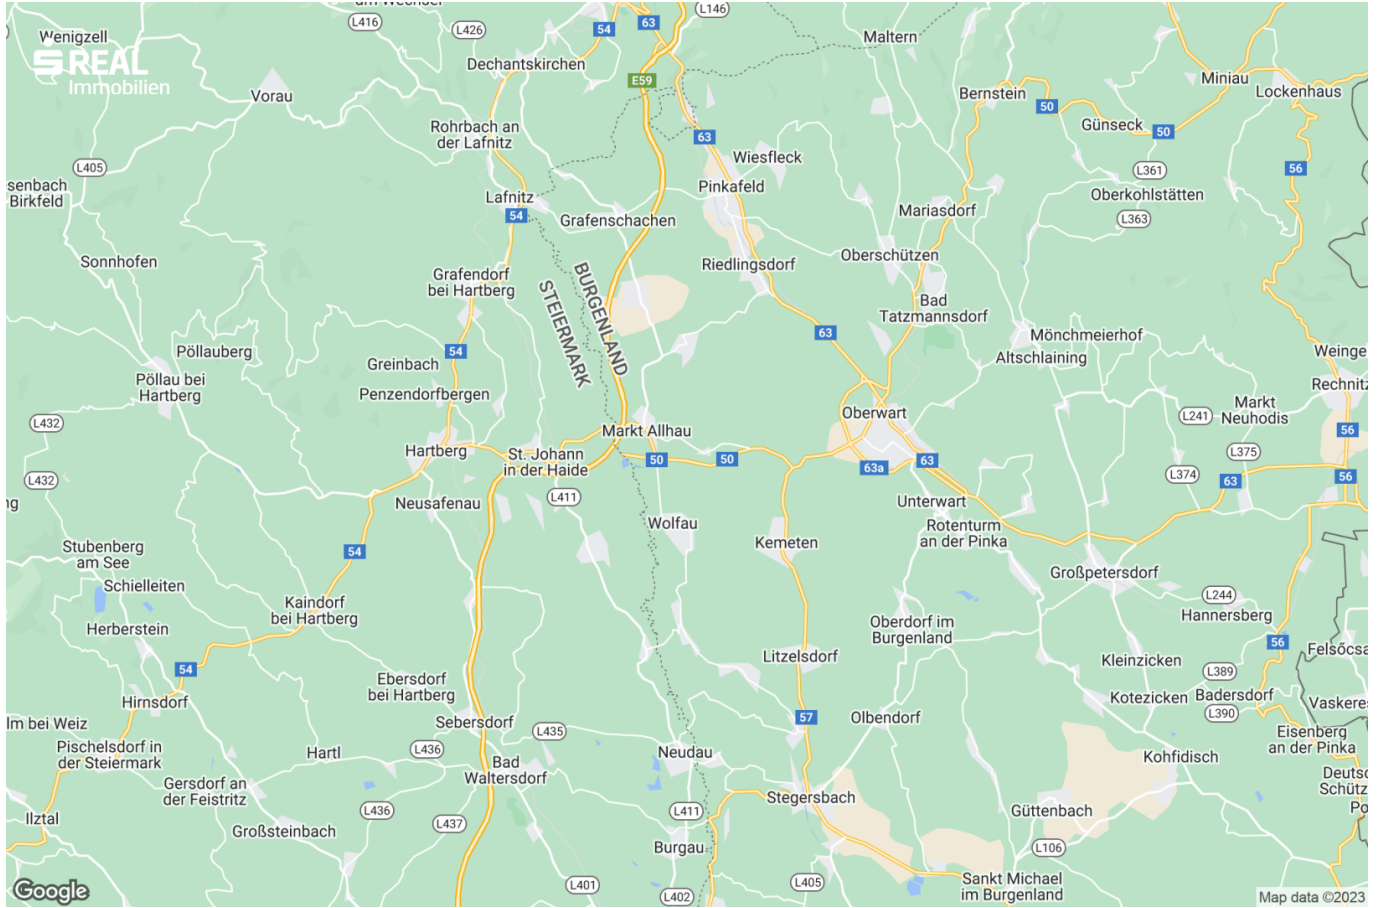 am Wechsel
L146
L416
L426
54
63
Wenigzell
Maltern
S REAL
Immobilien
Dechantskirchen
E59
Miniau
Lockenhaus
Vorau
Bernstein
50
Günseck
50
Rohrbach an
der Lafnitz
63
Wiesfleck
L405
L361
56
senbach
Birkfeld
Pinkafeld
Oberkohlstätten
Lafnitz
54
Grafenschachen
Mariasdorf
L363
Sonnhofen
Riedlingsdorf
Oberschützen
Grafendorf
bei Hartberg
BURGENLAND
STEIERMARK
Bad
Tatzmannsdorf
63
Mönchmeierhof
Altschlaining
Pöllauberg
54
Greinbach
Weinge
Rechnitz
Pöllau bei
Hartberg
Penzendorfbergen
Oberwart
Markt
Neuhodis
L432
L241
Markt Allhau
56
Hartberg
St. Johann
in der Haide
50
50
63a
63
L375
L432
L374
63
56
ng
Neusafenau
L411
Unterwart
Wolfau
Rotenturm
an der Pinka
Stubenberg
am See
54
Kemeten
Schielleiten
Großpetersdorf
Kaindorf
bei Hartberg
L244
Hannersberg
Herberstein
Oberdorf im
Burgenland
56
Felsőcsa
54
Litzelsdorf
Kleinzicken
L389
Ebersdorf
bei Hartberg
Hirnsdorf
Kotezicken
Badersdorf
Vaskeres
L390
lm bei Weiz
Sebersdorf
57
Olbendorf
L435
Eisenberg
an der Pinka
Pischelsdorf in
der Steiermark
Hartl
L436
Neudau
Kohfidisch
Bad
Waltersdorf
Gersdorf an
der Feistritz
Deutsc
Schütz
Stegersbach
Po
Ilztal
L436
L411
Güttenbach
Großsteinbach
L437
Burgau
L106
L401
L405
Sankt Michael
im Burgenland
L402
Google
Map data ©2023